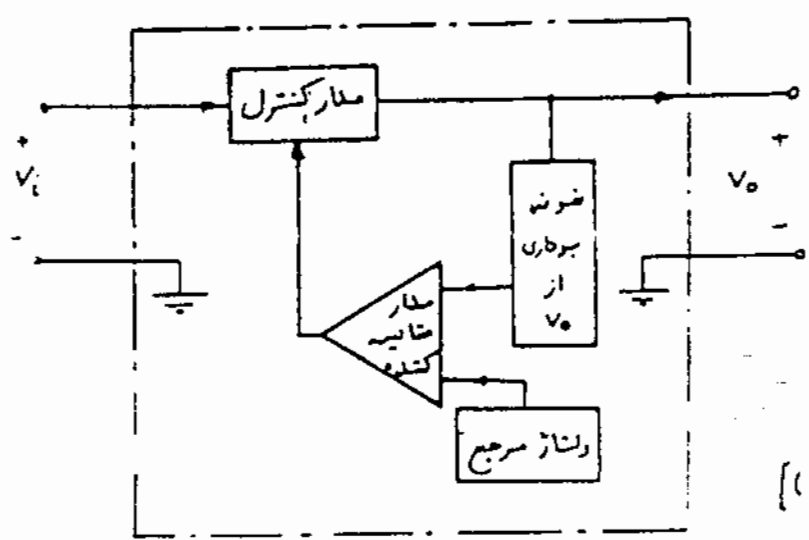 مدار کنترل
+
Vi
-
نمونه
برداری
از
Vo
+
Vo
-
مدار
مقایسه
کننده
ولتاژ مرجع